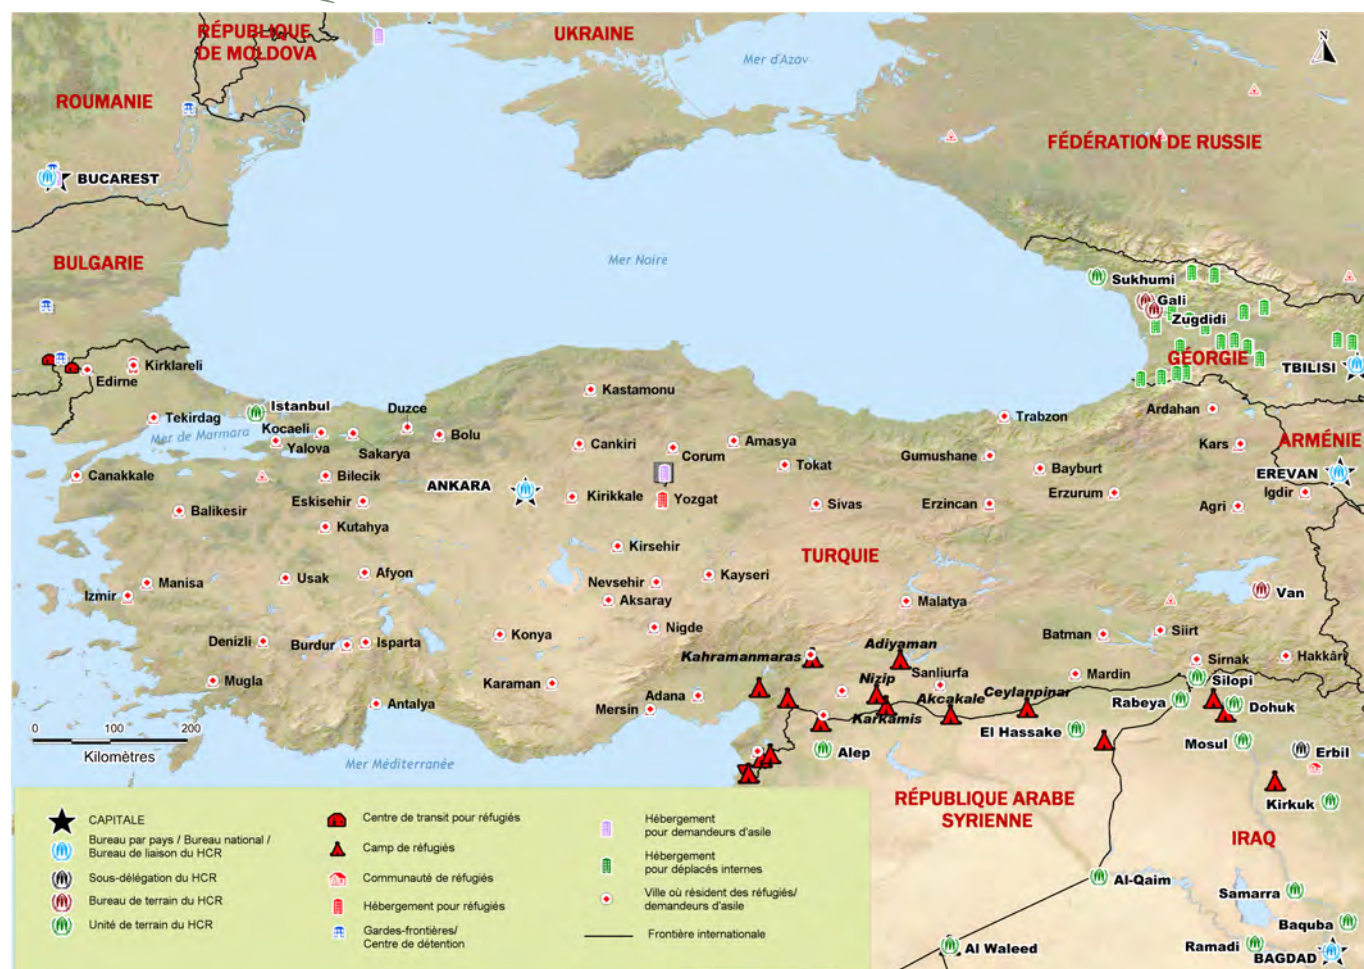 RÉPUBLIQUE
DE MOLDOVA
UKRAINE
Mer d'Azov
N
ROUMANIE
FÉDÉRATION DE RUSSIE
BUCAREST
BULGARIE
Mer Noire
Sukhumi
Gali
Zugdidi
GÉORGIE
TBILISI
Kirklareli
Edirne
Kastamonu
Istanbul
Duzce
Tekirdag
Kocaeli
Mer de Marmara
Yalova
Sakarya
Bolu
Cankiri
Corum
Amasya
Trabzon
Ardahan
Kars
ARMÉNIE
Gumushane
Tokat
Bayburt
EREVAN
Canakkale
Bilecik
ANKARA
Eskisehir
Kirikkale
Yozgat
Sivas
Erzincan
Erzurum
Igdir
Agri
Balikesir
Kutahya
Kirsehir
TURQUIE
Manisa
Usak
Afyon
Nevsehir
Kayseri
Izmir
Aksaray
Malatya
Van
Denizli
Burdur
Isparta
Konya
Nigde
Batman
Siirt
Kahramanmaras
Adiyaman
Sirnak
Hakkâri
Mugla
Karaman
Adana
Nizip
Sanliurfa
Mardin
Silopi
Antalya
Mersin
Karkamis
Akcakale
Ceylanpinar
Rabeya
Dohuk
0 100 200
Kilomètres
El Hassake
Mosul
Alep
Erbil
Mer Méditerranée
RÉPUBLIQUE ARABE
SYRIENNE
Kirkuk
IRAQ
Al-Qaim
Samarra
Baquba
Al Waleed
Ramadi
BAGDAD
CAPITALE
Bureau par pays / Bureau national /
Bureau de liaison du HCR
Sous-délégation du HCR
Bureau de terrain du HCR
Unité de terrain du HCR
Centre de transit pour réfugiés
Camp de réfugiés
Communauté de réfugiés
Hébergement pour réfugiés
Gardes-frontières/
Centre de détention
Hébergement
pour demandeurs d'asile
Hébergement
pour déplacés internes
Ville où résident des réfugiés/
demandeurs d'asile
Frontière internationale